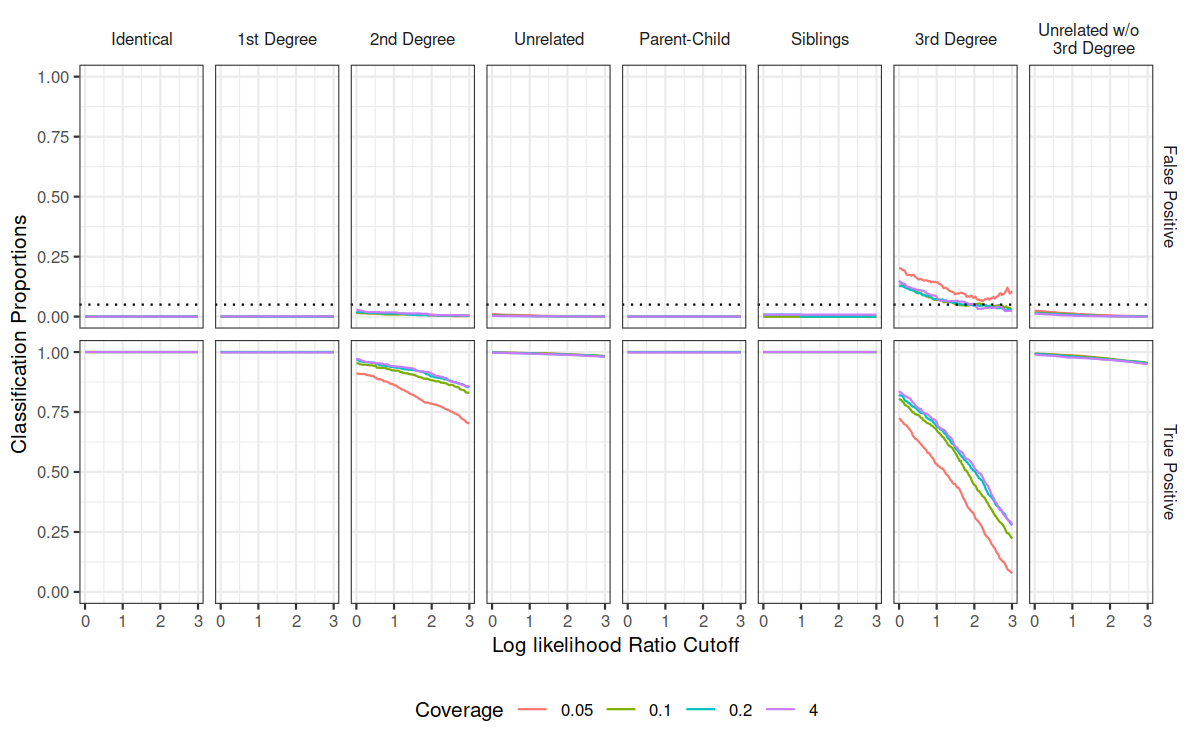 Identical 1st Degree 2nd Degree Unrelated Parent-Child Siblings 3rd Degree Unrelated w/o
3rd Degree
1.00
0.75
0.50
0.25
0.00
False Positive
1.00
0.75
0.50
0.25
0.00
True Positive
Classification Proportions
0 1 2 3 0 1 2 3 0 1 2 3 0 1 2 3 0 1 2 3 0 1 2 3 0 1 2 3 0 1 2 3
Log likelihood Ratio Cutoff
Coverage 0.05 0.1 0.2 4